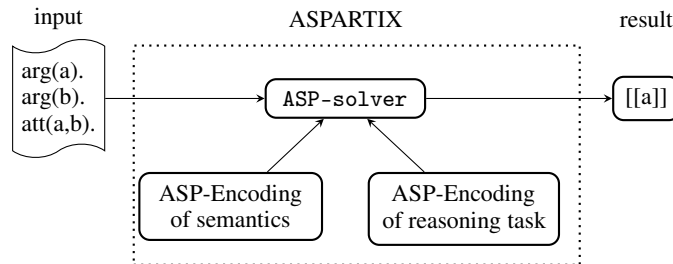 input
ASPARTIX
result
arg(a).
arg(b).
att(a,b).
ASP-solver
[[a]]
ASP-Encoding
of semantics
ASP-Encoding
of reasoning task